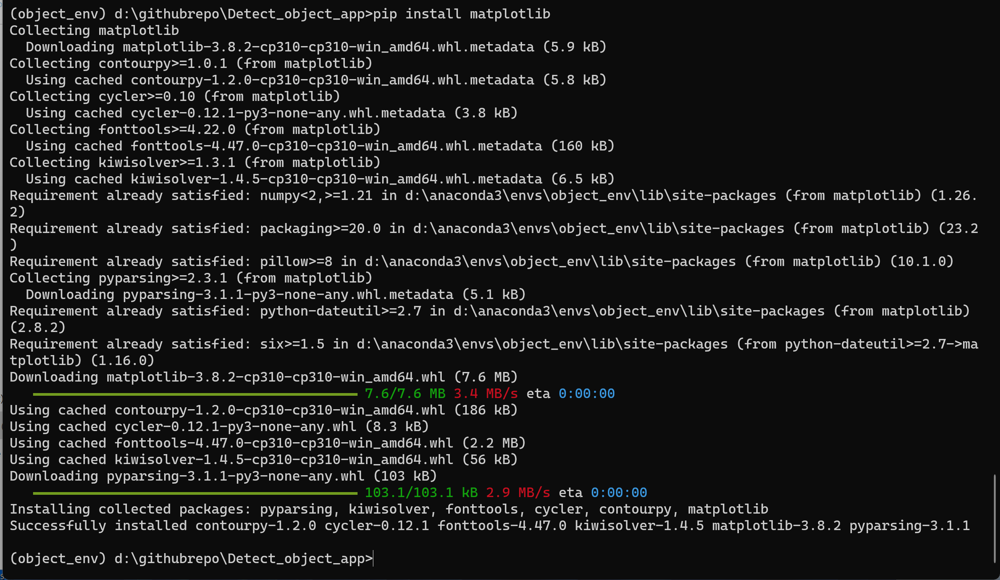 (object_env) d:\githubrepo\Detect_object_app>pip install matplotlib
Collecting matplotlib
  Downloading matplotlib-3.8.2-cp310-cp310-win_amd64.whl.metadata (5.9 kB)
Collecting contourpy>=1.0.1 (from matplotlib)
  Using cached contourpy-1.2.0-cp310-cp310-win_amd64.whl.metadata (5.8 kB)
Collecting cycler>=0.10 (from matplotlib)
  Using cached cycler-0.12.1-py3-none-any.whl.metadata (3.8 kB)
Collecting fonttools>=4.22.0 (from matplotlib)
  Using cached fonttools-4.47.0-cp310-cp310-win_amd64.whl.metadata (160 kB)
Collecting kiwisolver>=1.3.1 (from matplotlib)
  Using cached kiwisolver-1.4.5-cp310-cp310-win_amd64.whl.metadata (6.5 kB)
Requirement already satisfied: numpy<2,>=1.21 in d:\anaconda3\envs\object_env\lib\site-packages (from matplotlib) (1.26.
2)
Requirement already satisfied: packaging>=20.0 in d:\anaconda3\envs\object_env\lib\site-packages (from matplotlib) (23.2
)
Requirement already satisfied: pillow>=8 in d:\anaconda3\envs\object_env\lib\site-packages (from matplotlib) (10.1.0)
Collecting pyparsing>=2.3.1 (from matplotlib)
  Downloading pyparsing-3.1.1-py3-none-any.whl.metadata (5.1 kB)
Requirement already satisfied: python-dateutil>=2.7 in d:\anaconda3\envs\object_env\lib\site-packages (from matplotlib)
(2.8.2)
Requirement already satisfied: six>=1.5 in d:\anaconda3\envs\object_env\lib\site-packages (from python-dateutil>=2.7->ma
tplotlib) (1.16.0)
Downloading matplotlib-3.8.2-cp310-cp310-win_amd64.whl (7.6 MB)
7.6/7.6 MB 3.4 MB/s eta 0:00:00
Using cached contourpy-1.2.0-cp310-cp310-win_amd64.whl (186 kB)
Using cached cycler-0.12.1-py3-none-any.whl (8.3 kB)
Using cached fonttools-4.47.0-cp310-cp310-win_amd64.whl (2.2 MB)
Using cached kiwisolver-1.4.5-cp310-cp310-win_amd64.whl (56 kB)
Downloading pyparsing-3.1.1-py3-none-any.whl (103 kB)
103.1/103.1 kB 2.9 MB/s eta 0:00:00
Installing collected packages: pyparsing, kiwisolver, fonttools, cycler, contourpy, matplotlib
Successfully installed contourpy-1.2.0 cycler-0.12.1 fonttools-4.47.0 kiwisolver-1.4.5 matplotlib-3.8.2 pyparsing-3.1.1
(object_env) d:\githubrepo\Detect_object_app>